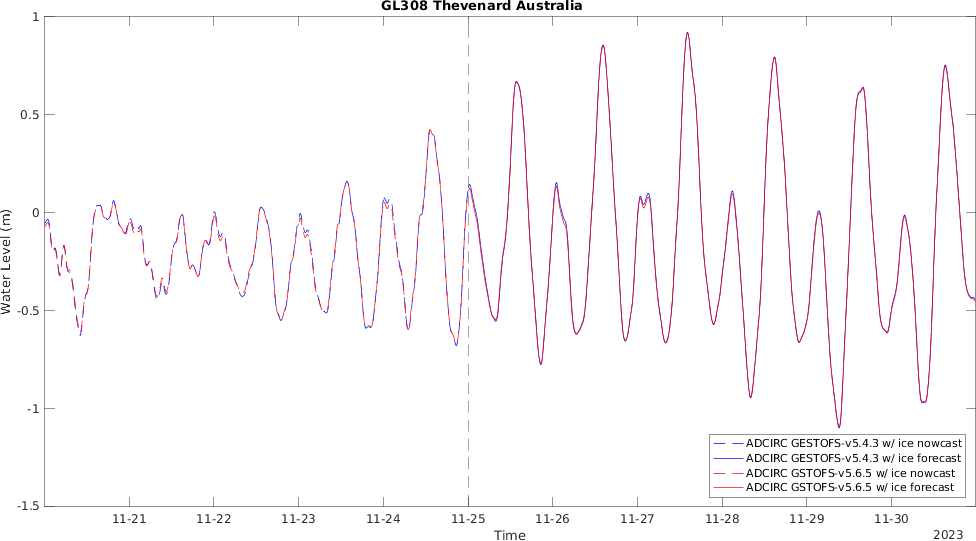 GL308 Thevenard Australia
Water Level (m)
1
0.5
0
-0.5
-1
-1.5
11-21 11-22 11-23 11-24 11-25 11-26 11-27 11-28 11-29 11-30
Time
2023
ADCIRC GESTOFS-v5.4.3 w/ ice nowcast
ADCIRC GESTOFS-v5.4.3 w/ ice forecast
ADCIRC GSTOFS-v5.6.5 w/ ice nowcast
ADCIRC GSTOFS-v5.6.5 w/ ice forecast